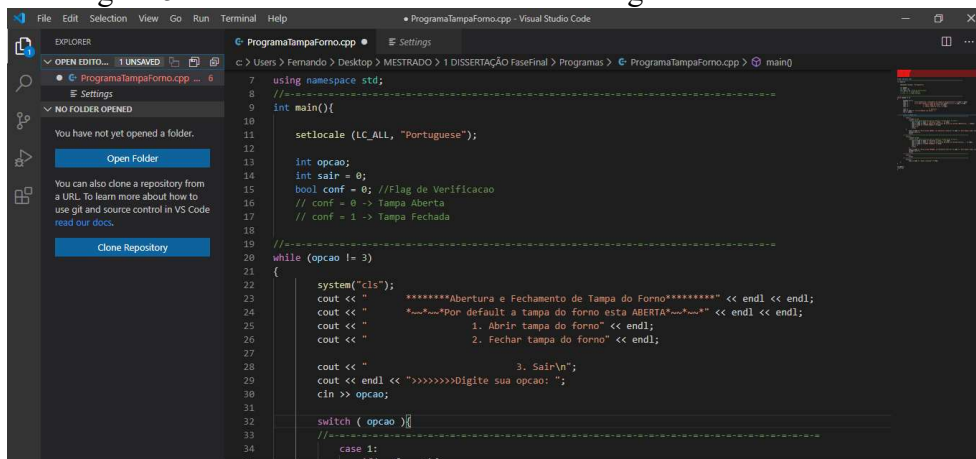 File Edit Selection View Go Run Terminal Help
● ProgramaTampaForno.cpp - Visual Studio Code
EXPLORER
OPEN EDITO... 1 UNSAVED
● ProgramaTampaForno.cpp ... 6
Settings
NO FOLDER OPENED
You have not yet opened a folder.
Open Folder
You can also clone a repository from
a URL. To learn more about how to
use git and source control in VS Code
read our docs.
Clone Repository
ProgramaTampaForno.cpp ● Settings
c: > Users > Fernando > Desktop > MESTRADO > 1 DISSERTAÇÃO FaseFinal > Programas > ProgramaTampaForno.cpp > main()
7 using namespace std;
8 //=-=-=-=-=-=-=-=-=-=-=-=-=-=-=-=-=-=-=-=-=-=-=-=-=-=-=-=-=-=-=-=-=-=-=-=-=-=-=-=-=-=-=-=
9 int main(){
10
11 setlocale (LC_ALL, "Portuguese");
12
13 int opcao;
14 int sair = 0;
15 bool conf = 0; //Flag de Verificacao
16 // conf = 0 -> Tampa Aberta
17 // conf = 1 -> Tampa Fechada
18
19 //=-=-=-=-=-=-=-=-=-=-=-=-=-=-=-=-=-=-=-=-=-=-=-=-=-=-=-=-=-=-=-=-=-=-=-=-=-=-=-=-=-=-=-=
20 while (opcao != 3)
21 {
22 system("cls");
23 cout << " ********Abertura e Fechamento de Tampa do Forno*********" << endl << endl;
24 cout << " *~~*~~*Por default a tampa do forno esta ABERTA*~~*~~*" << endl << endl;
25 cout << " 1. Abrir tampa do forno" << endl;
26 cout << " 2. Fechar tampa do forno" << endl;
27
28 cout << " 3. Sair\n";
29 cout << endl << ">>>>>>>>Digite sua opcao: ";
30 cin >> opcao;
31
32 switch ( opcao ){
33 //=-=-=-=-=-=-=-=-=-=-=-=-=-=-=-=-=-=-=-=-=-=-=-=-=-=-=-=-=-=-=-=-=-=-=-=-=-=-=-=-=-=-=-=
34 case 1: